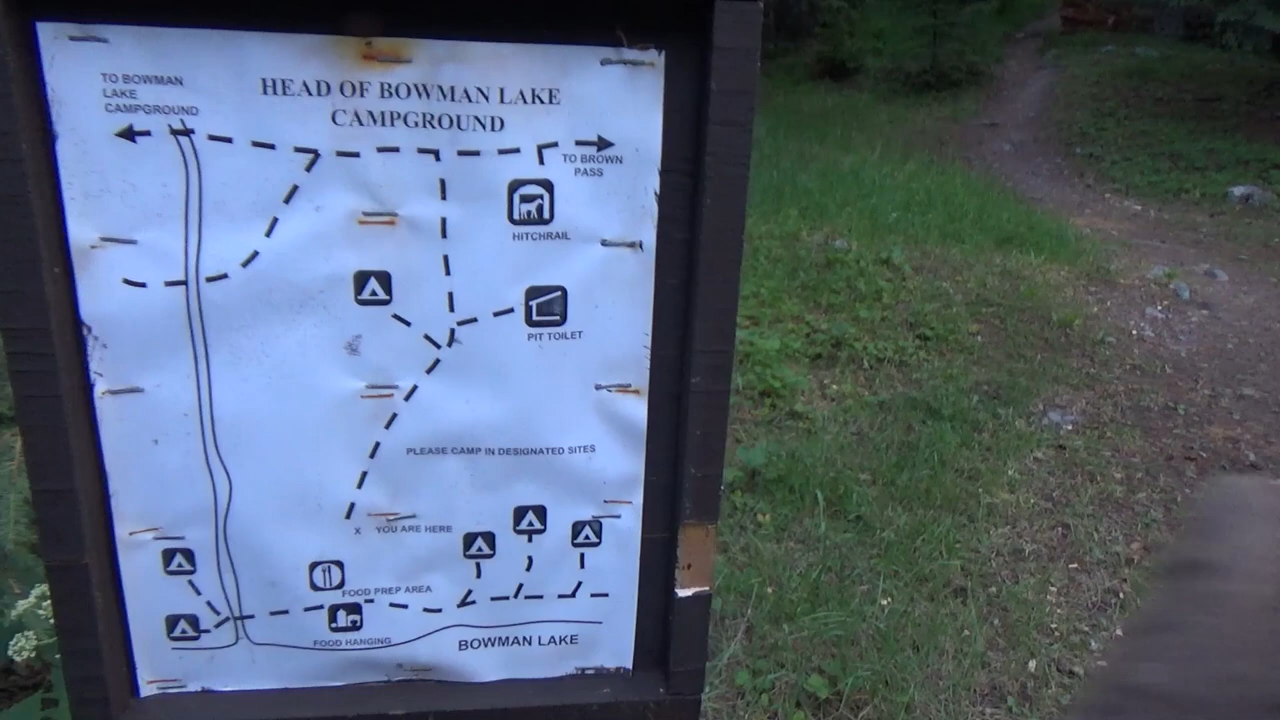 TO BOWMAN
LAKE
CAMPGROUND
HEAD OF BOWMAN LAKE
CAMPGROUND
TO BROWN
PASS
HITCHRAIL
PIT TOILET
PLEASE CAMP IN DESIGNATED SITES
X YOU ARE HERE
FOOD PREP AREA
FOOD HANGING
BOWMAN LAKE